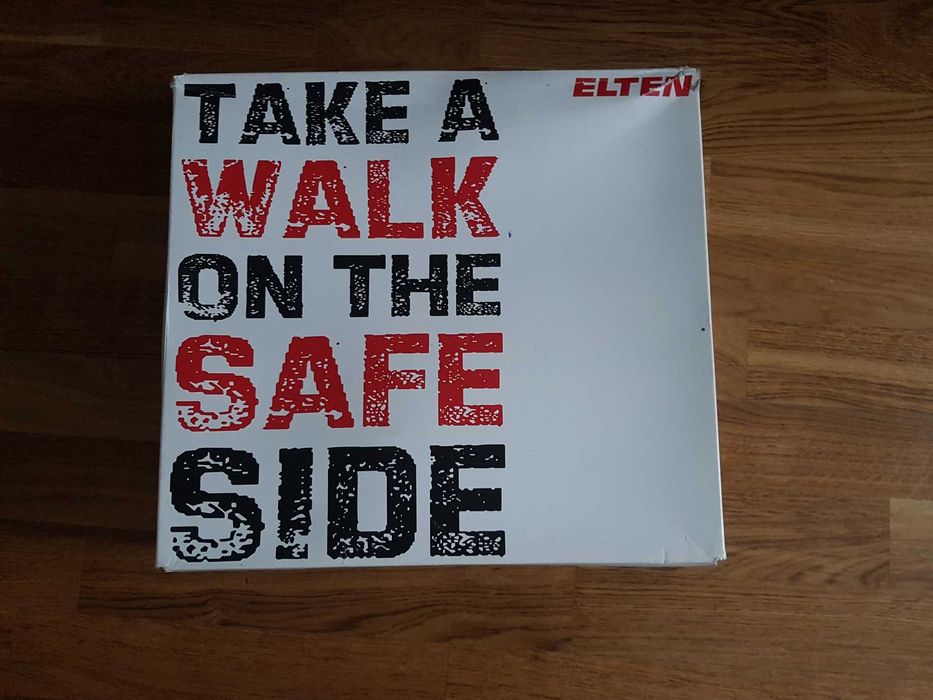 TAKE A
ELTEN
WALK
ON THE
SAFE
SIDE